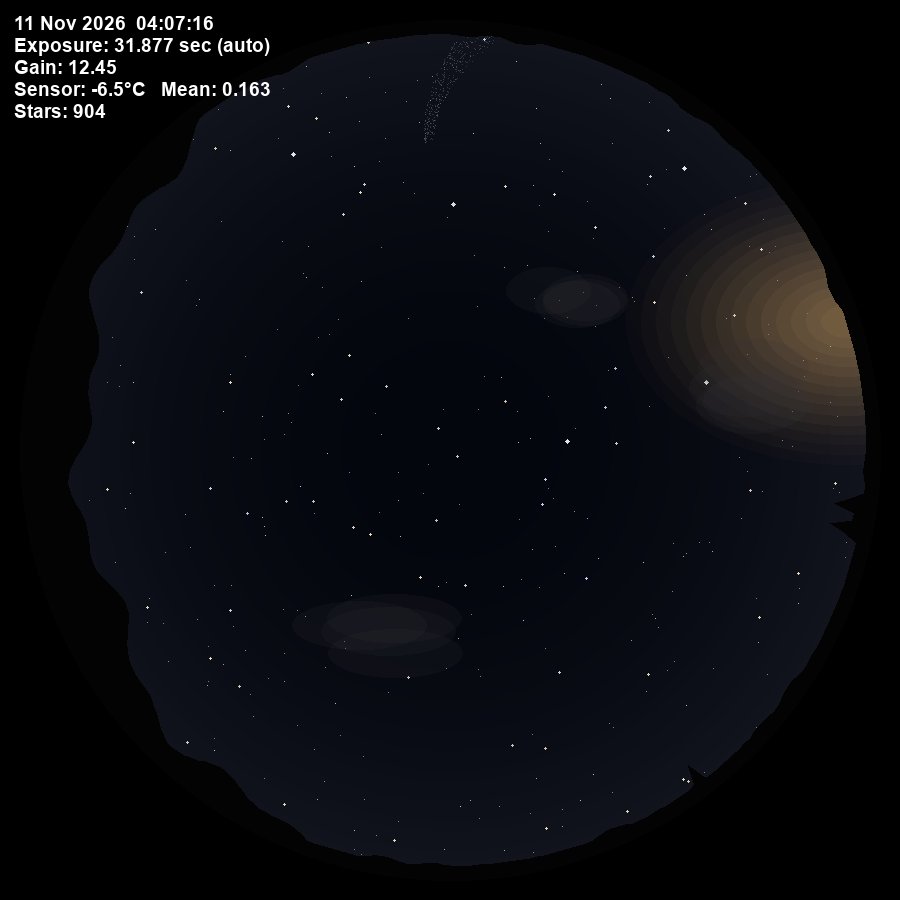 11 Nov 2026  04:07:16
Exposure: 31.877 sec (auto)
Gain: 12.45
Sensor: -6.5°C   Mean: 0.163
Stars: 904